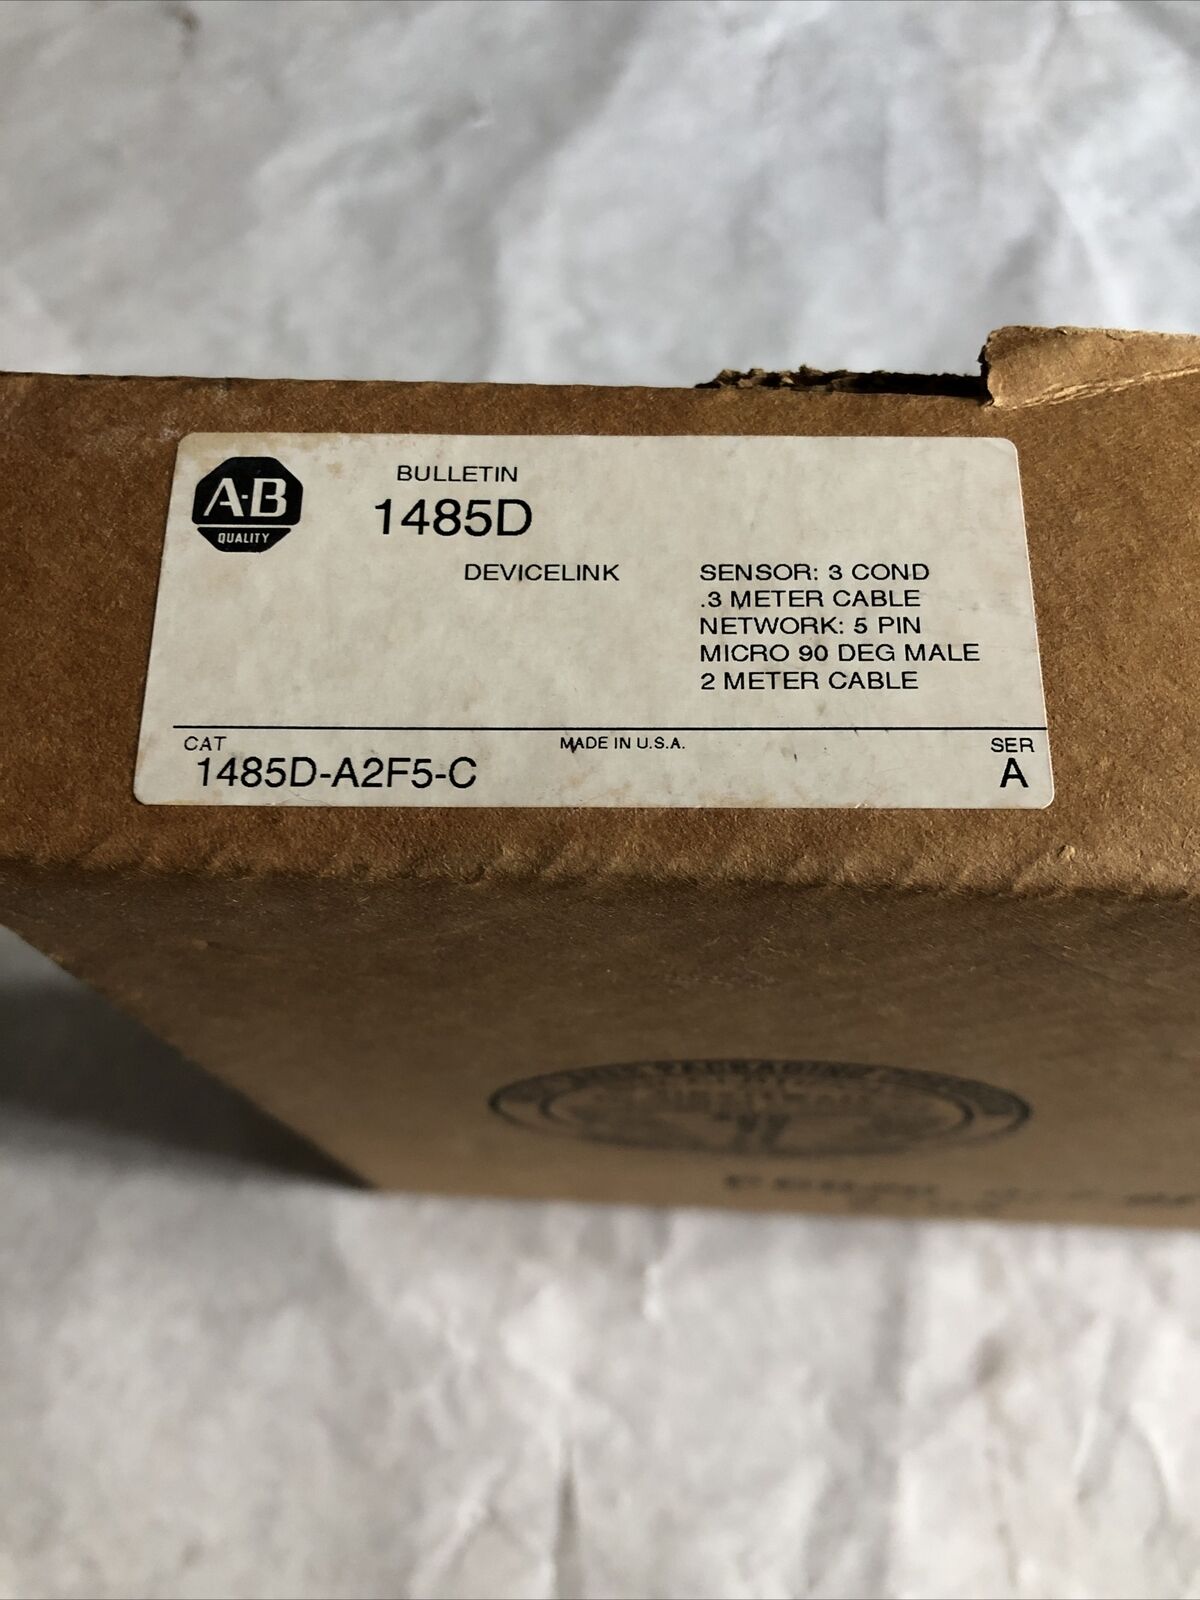 A-B
QUALITY
BULLETIN
1485D
DEVICELINK
SENSOR: 3 COND
.3 METER CABLE
NETWORK: 5 PIN
MICRO 90 DEG MALE
2 METER CABLE
CAT
1485D-A2F5-C
MADE IN U.S.A.
SER
A
PACKAGING